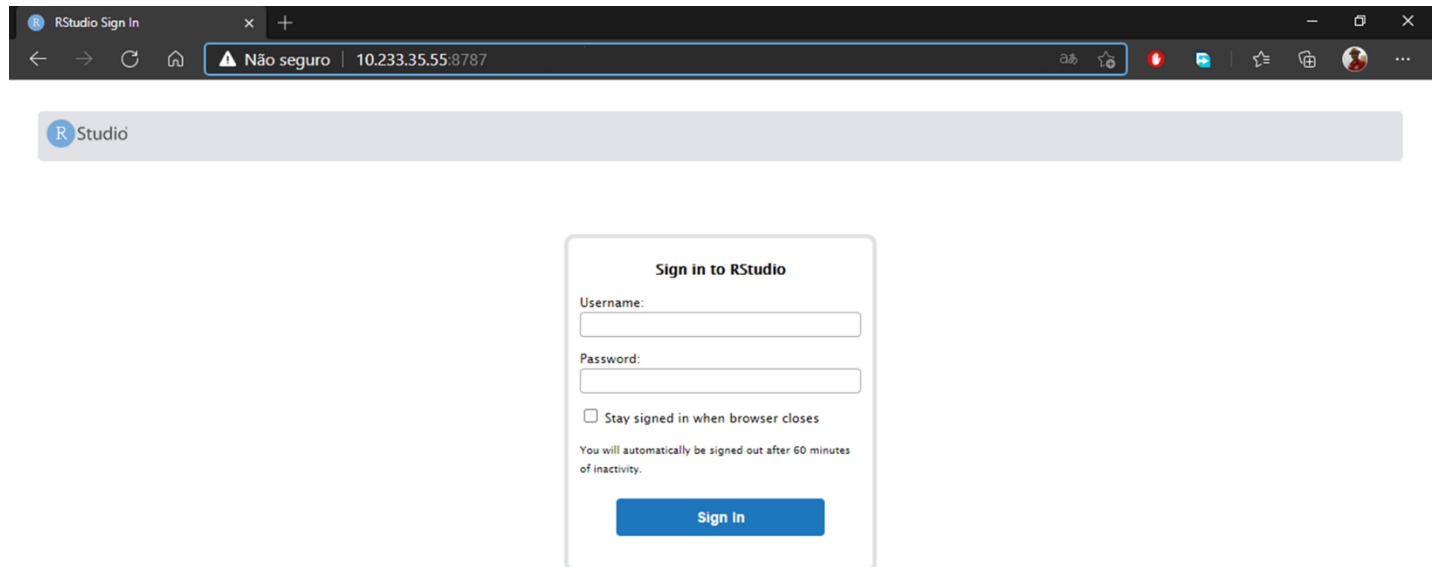 R RStudio Sign In
Não seguro | 10.233.35.55:8787
R Studio
Sign in to RStudio
Username:
Password:
Stay signed in when browser closes
You will automatically be signed out after 60 minutes
of inactivity.
Sign In